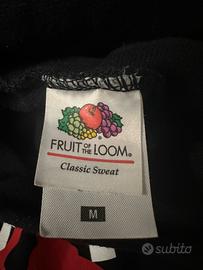 FRUIT OF THE LOOM®
Classic Sweat
M
subito